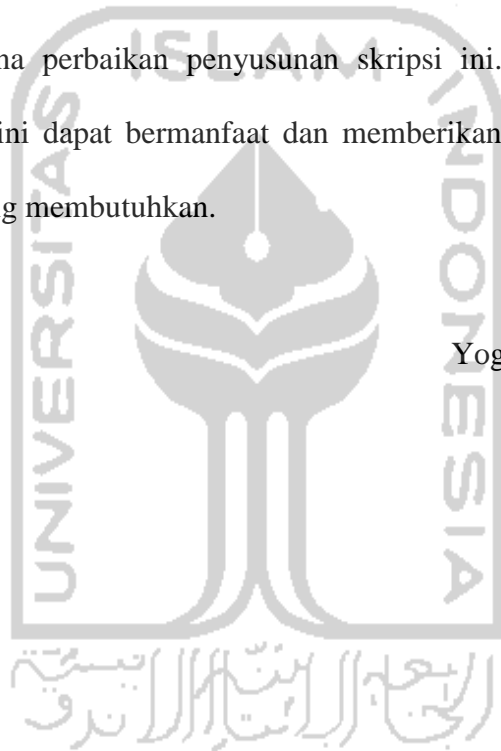 na perbaikan penyusunan skripsi ini.
ini dapat bermanfaat dan memberikan
g membutuhkan.
Yog
ISLAM
UNIVERSITAS
INDONESIA